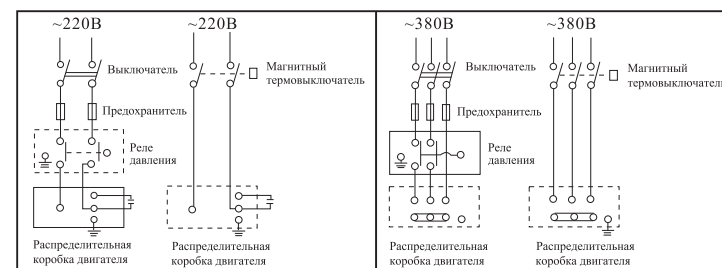 ~220В
~220В
Выключатель
Магнитный
термовыключатель
Предохранитель
Реле
давления
Распределительная
коробка двигателя
Распределительная
коробка двигателя
~380В
~380В
Выключатель
Магнитный
термовыключатель
Предохранитель
Реле
давления
Распределительная
коробка двигателя
Распределительная
коробка двигателя